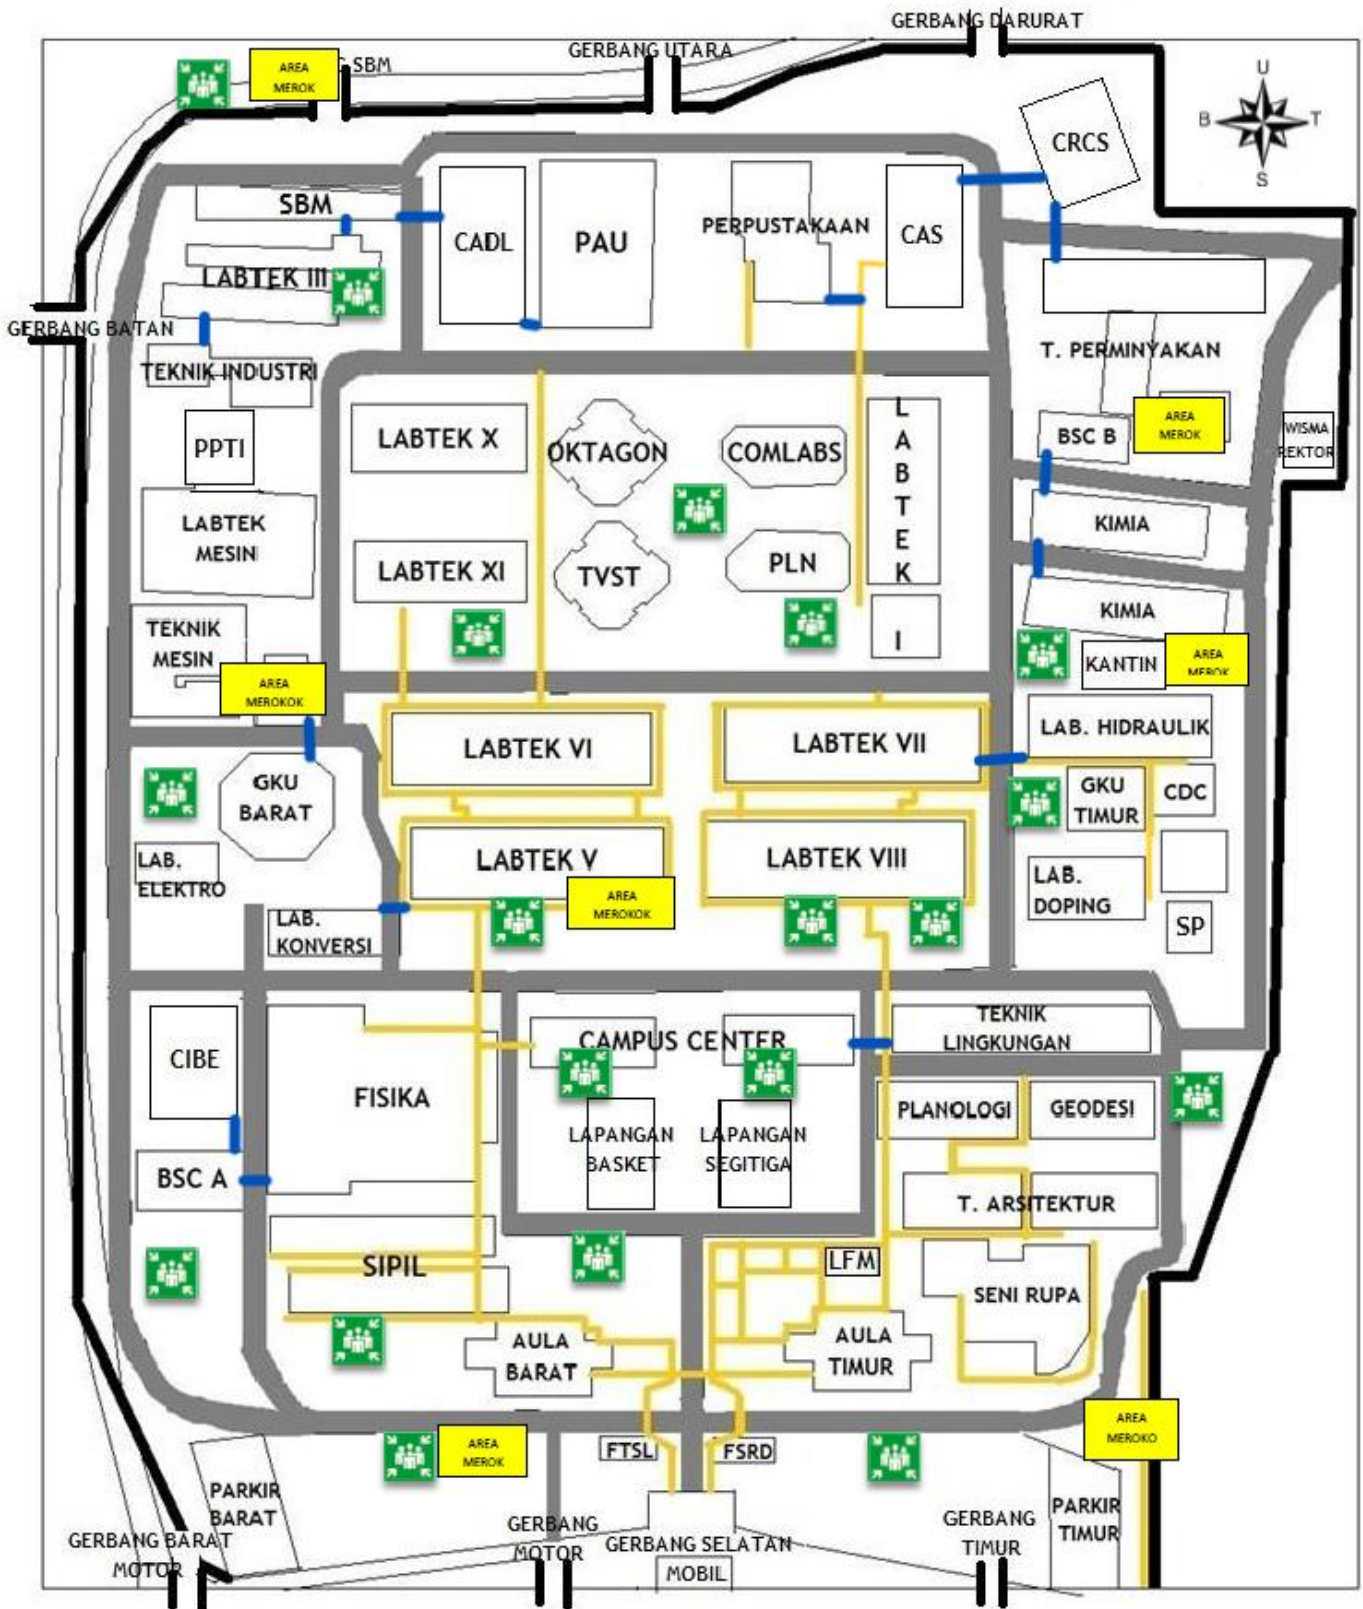 GERBANG DARURAT
GERBANG UTARA
AREA
MEROK
SBM
U
B
T
S
CRCS
SBM
CADL
PAU
PERPUSTAKAAN
CAS
LABTEK III
GERBANG BATAN
TEKNIK INDUSTRI
T. PERMINYAKAN
PPTI
LABTEK X
OKTAGON
COMLABS
L
A
B
T
E
K
I
BSC B
AREA
MEROK
WISMA
REKTOR
LABTEK
MESIN
KIMIA
LABTEK XI
TVST
PLN
KIMIA
TEKNIK
MESIN
AREA
MEROKOK
KANTIN
AREA
MEROK
LABTEK VI
LABTEK VII
LAB. HIDRAULIK
GKU
BARAT
GKU
TIMUR
CDC
LAB.
ELEKTRO
LABTEK V
LABTEK VIII
LAB.
DOPING
AREA
MEROKOK
SP
LAB.
KONVERSI
CIBE
FISIKA
CAMPUS CENTER
TEKNIK
LINGKUNGAN
PLANOLOGI
GEODESI
LAPANGAN
BASKET
LAPANGAN
SEGITIGA
BSC A
T. ARSITEKTUR
SIPIL
LFM
SENI RUPA
AULA
BARAT
AULA
TIMUR
AREA
MEROK
FTSL
FSRD
AREA
MEROKO
PARKIR
BARAT
PARKIR
TIMUR
GERBANG BARAT
MOTOR
GERBANG
MOTOR
GERBANG SELATAN
MOBIL
GERBANG
TIMUR